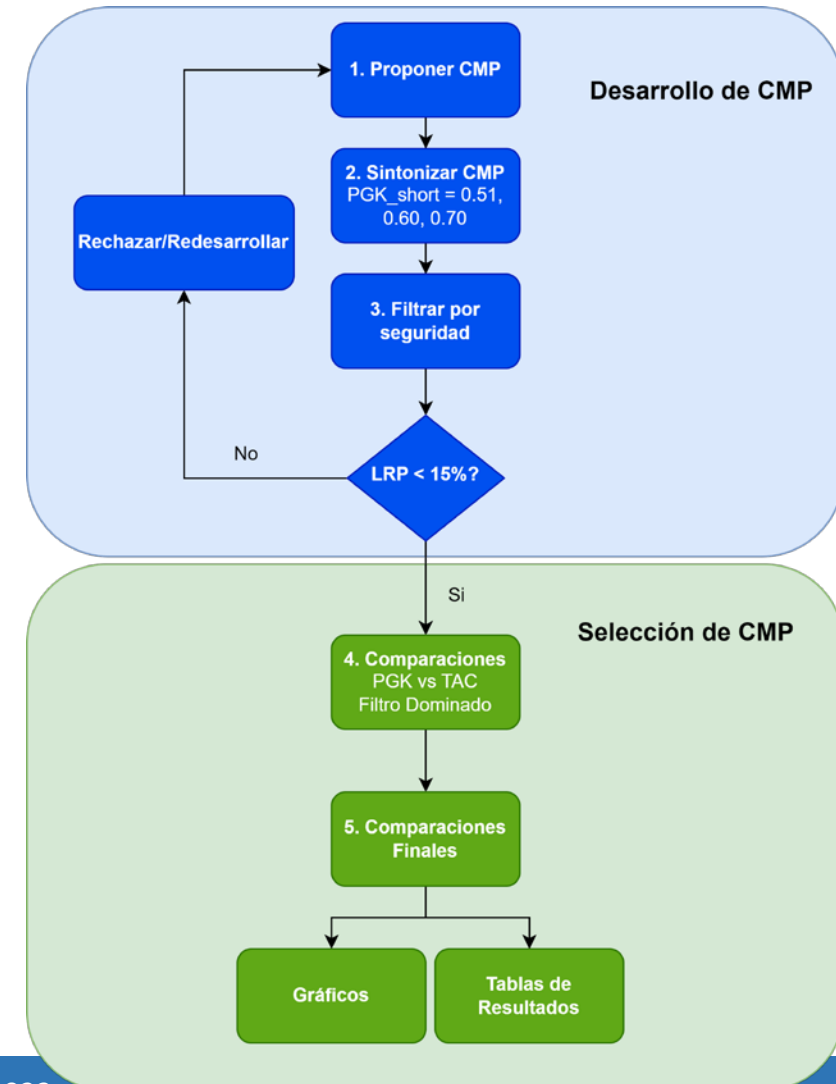 Desarrollo de CMP
1. Proponer CMP
2. Sintonizar CMP
PGK_short = 0.51,
0.60, 0.70
Rechazar/Redesarrollar
3. Filtrar por
seguridad
LRP < 15%?
No
Si
Selección de CMP
4. Comparaciones
PGK vs TAC
Filtro Dominado
5. Comparaciones
Finales
Gráficos
Tablas de
Resultados